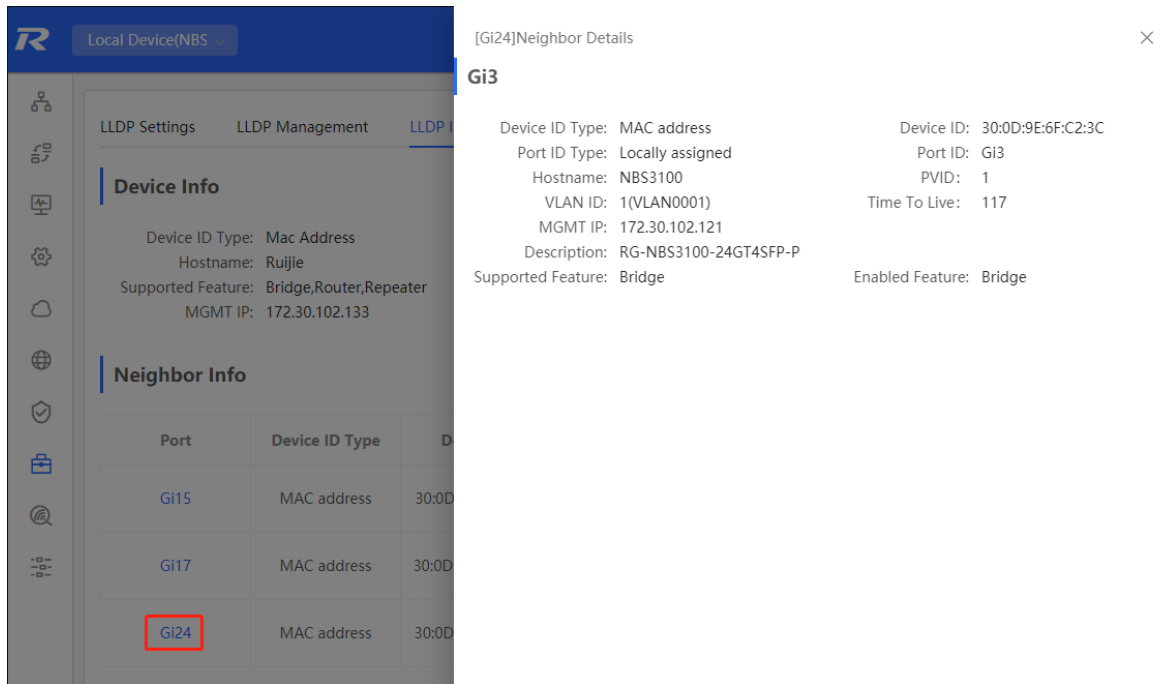 R
Local Device(NBS
LLDP Settings LLDP Management LLDP I
Device Info
Device ID Type: Mac Address
Hostname: Ruijie
Supported Feature: Bridge,Router,Repeater
MGMT IP: 172.30.102.133
Neighbor Info
Port Device ID Type D
Gi15 MAC address 30:0D
Gi17 MAC address 30:0D
Gi24 MAC address 30:0D
[Gi24]Neighbor Details
Gi3
Device ID Type: MAC address Device ID: 30:0D:9E:6F:C2:3C
Port ID Type: Locally assigned Port ID: Gi3
Hostname: NBS3100 PVID: 1
VLAN ID: 1(VLAN0001) Time To Live: 117
MGMT IP: 172.30.102.121
Description: RG-NBS3100-24GT4SFP-P
Supported Feature: Bridge Enabled Feature: Bridge